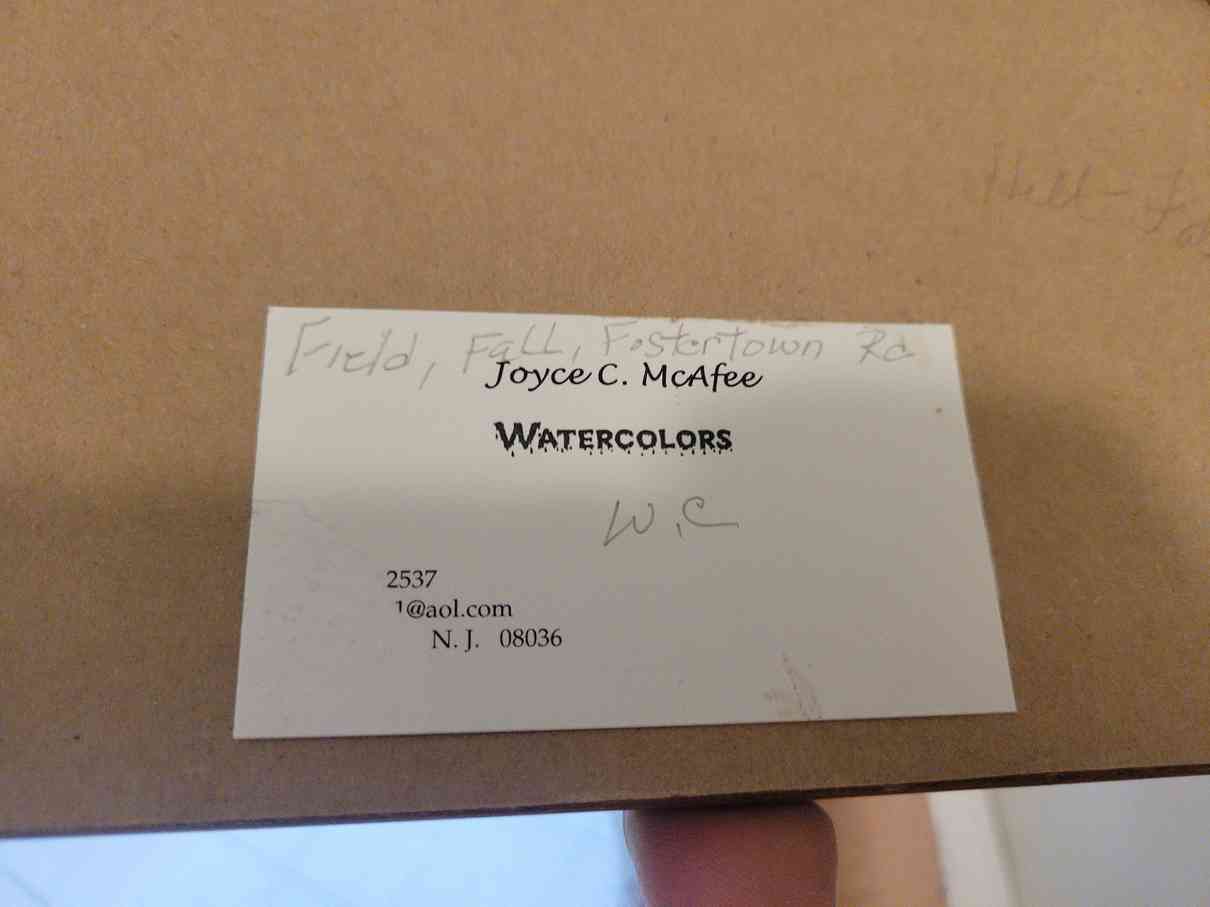 Field, Fall, Fostertown Rd
Joyce C. McAfee
WATERCOLORS
W.C
2537
1@aol.com
N. J. 08036